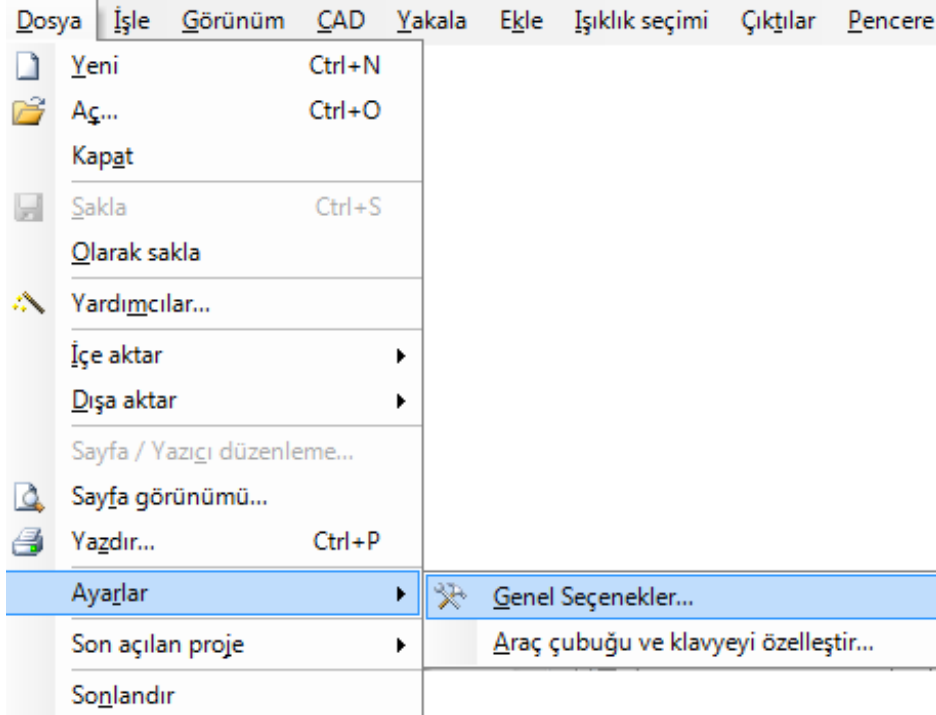 Dosya İşle Görünüm CAD Yakala Ekle Işıklık seçimi Çıktılar Pencere
Yeni Ctrl+N
Aç... Ctrl+O
Kapat
Sakla Ctrl+S
Olarak sakla
Yardımcılar...
İçe aktar
Dışa aktar
Sayfa / Yazıcı düzenleme...
Sayfa görünümü...
Yazdır... Ctrl+P
Ayarlar Genel Seçenekler...
Araç çubuğu ve klavyeyi özelleştir...
Son açılan proje
Sonlandır